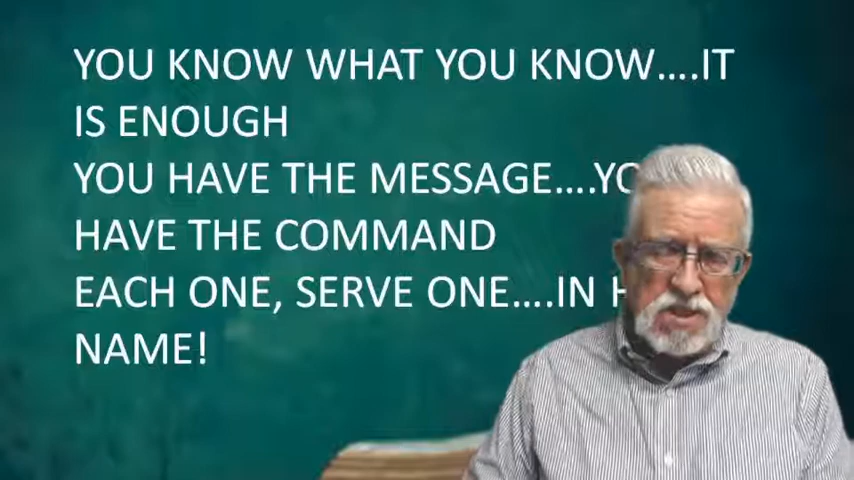 YOU KNOW WHAT YOU KNOW….IT
IS ENOUGH
YOU HAVE THE MESSAGE….
HAVE THE COMMAND
EACH ONE, SERVE ONE….IN
NAME!